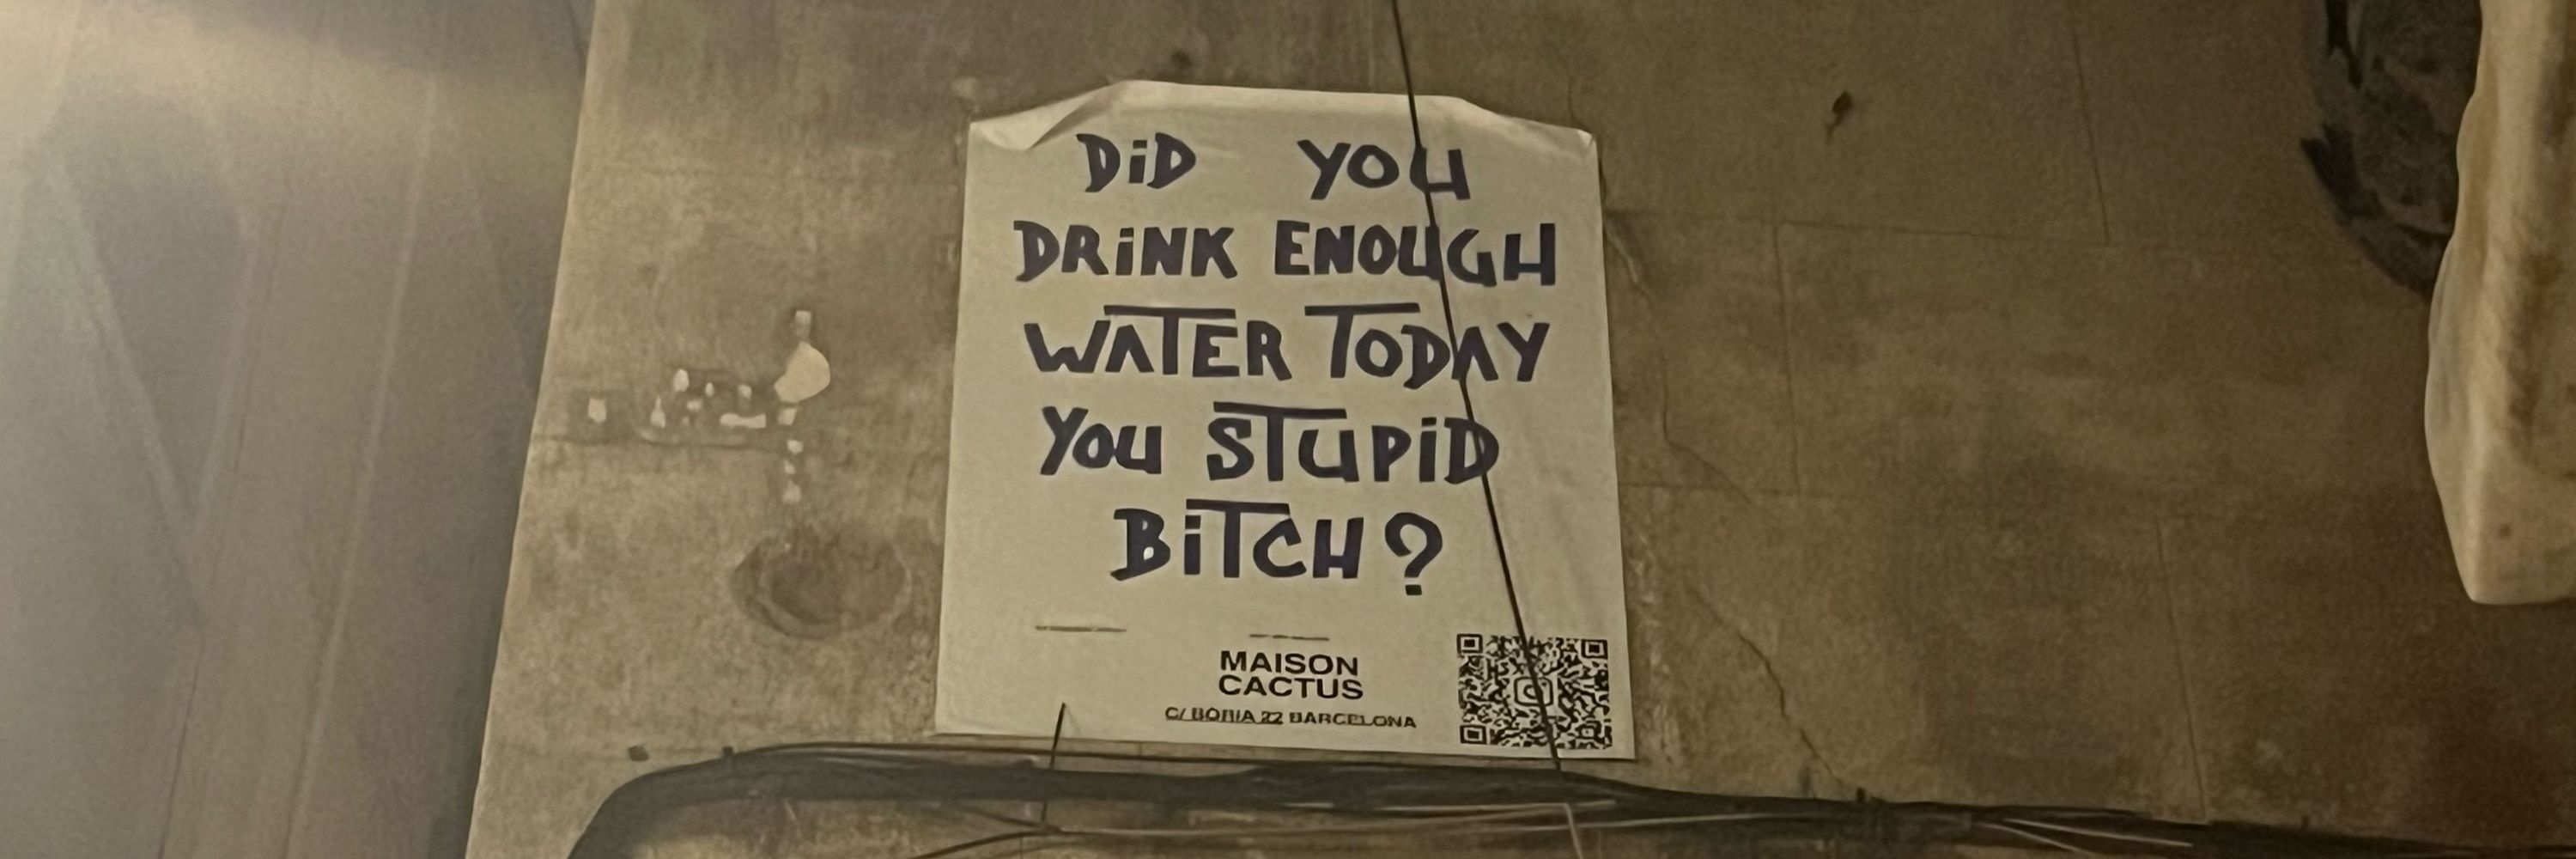 DiD YOU
DRiNK ENOUGH
WATER TODAY
You STUPiD
BiTCH?
MAISON
CACTUS
C/ BORIA 22 BARCELONA